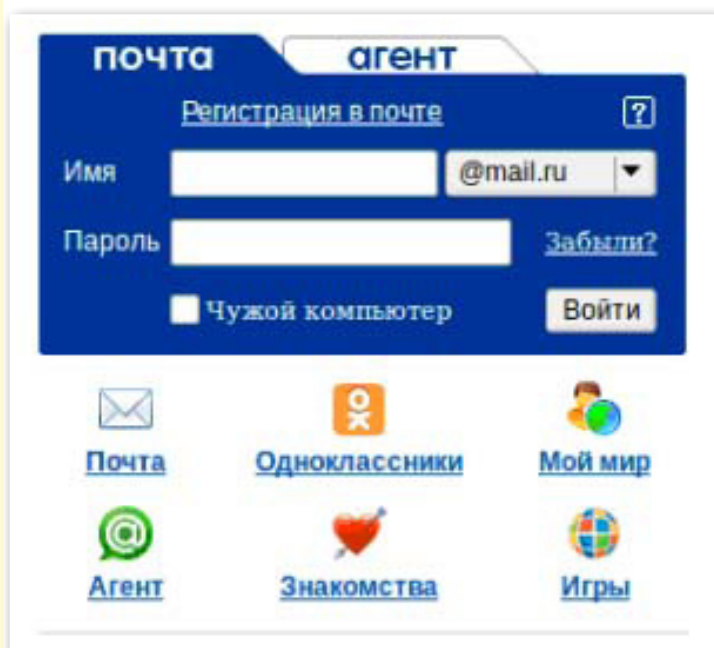 почта агент
Регистрация в почте ?
Имя @mail.ru
Пароль Забыли?
Чужой компьютер Войти
Почта Одноклассники Мой мир
Агент Знакомства Игры